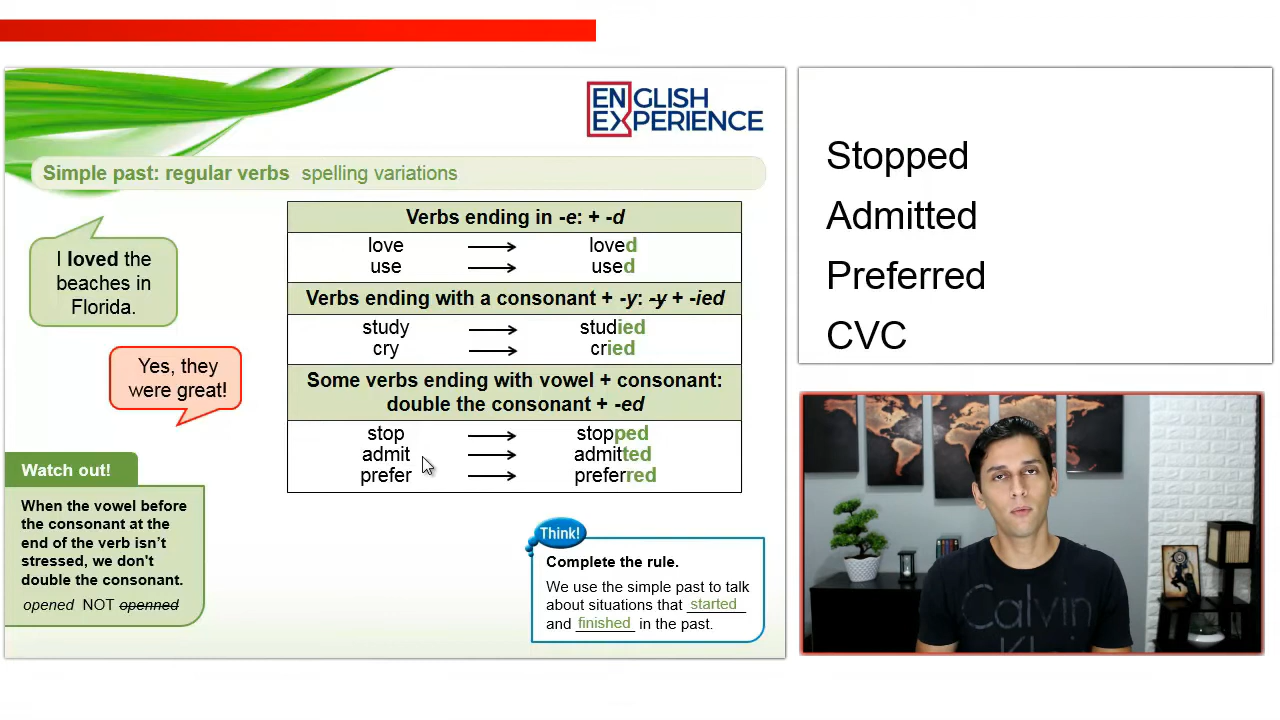 ENGLISH
EXPERIENCE
Simple past: regular verbs spelling variations
I loved the
beaches in
Florida.
Yes, they
were great!
Verbs ending in -e: + -d
love → loved
use → used
Verbs ending with a consonant + -y: -y + -ied
study → studied
cry → cried
Some verbs ending with vowel + consonant:
double the consonant + -ed
stop → stopped
admit → admitted
prefer → preferred
Watch out!
When the vowel before
the consonant at the
end of the verb isn't
stressed, we don't
double the consonant.
opened NOT openned
Think!
Complete the rule.
We use the simple past to talk
about situations that started
and finished in the past.
Stopped
Admitted
Preferred
CVC
Calvin